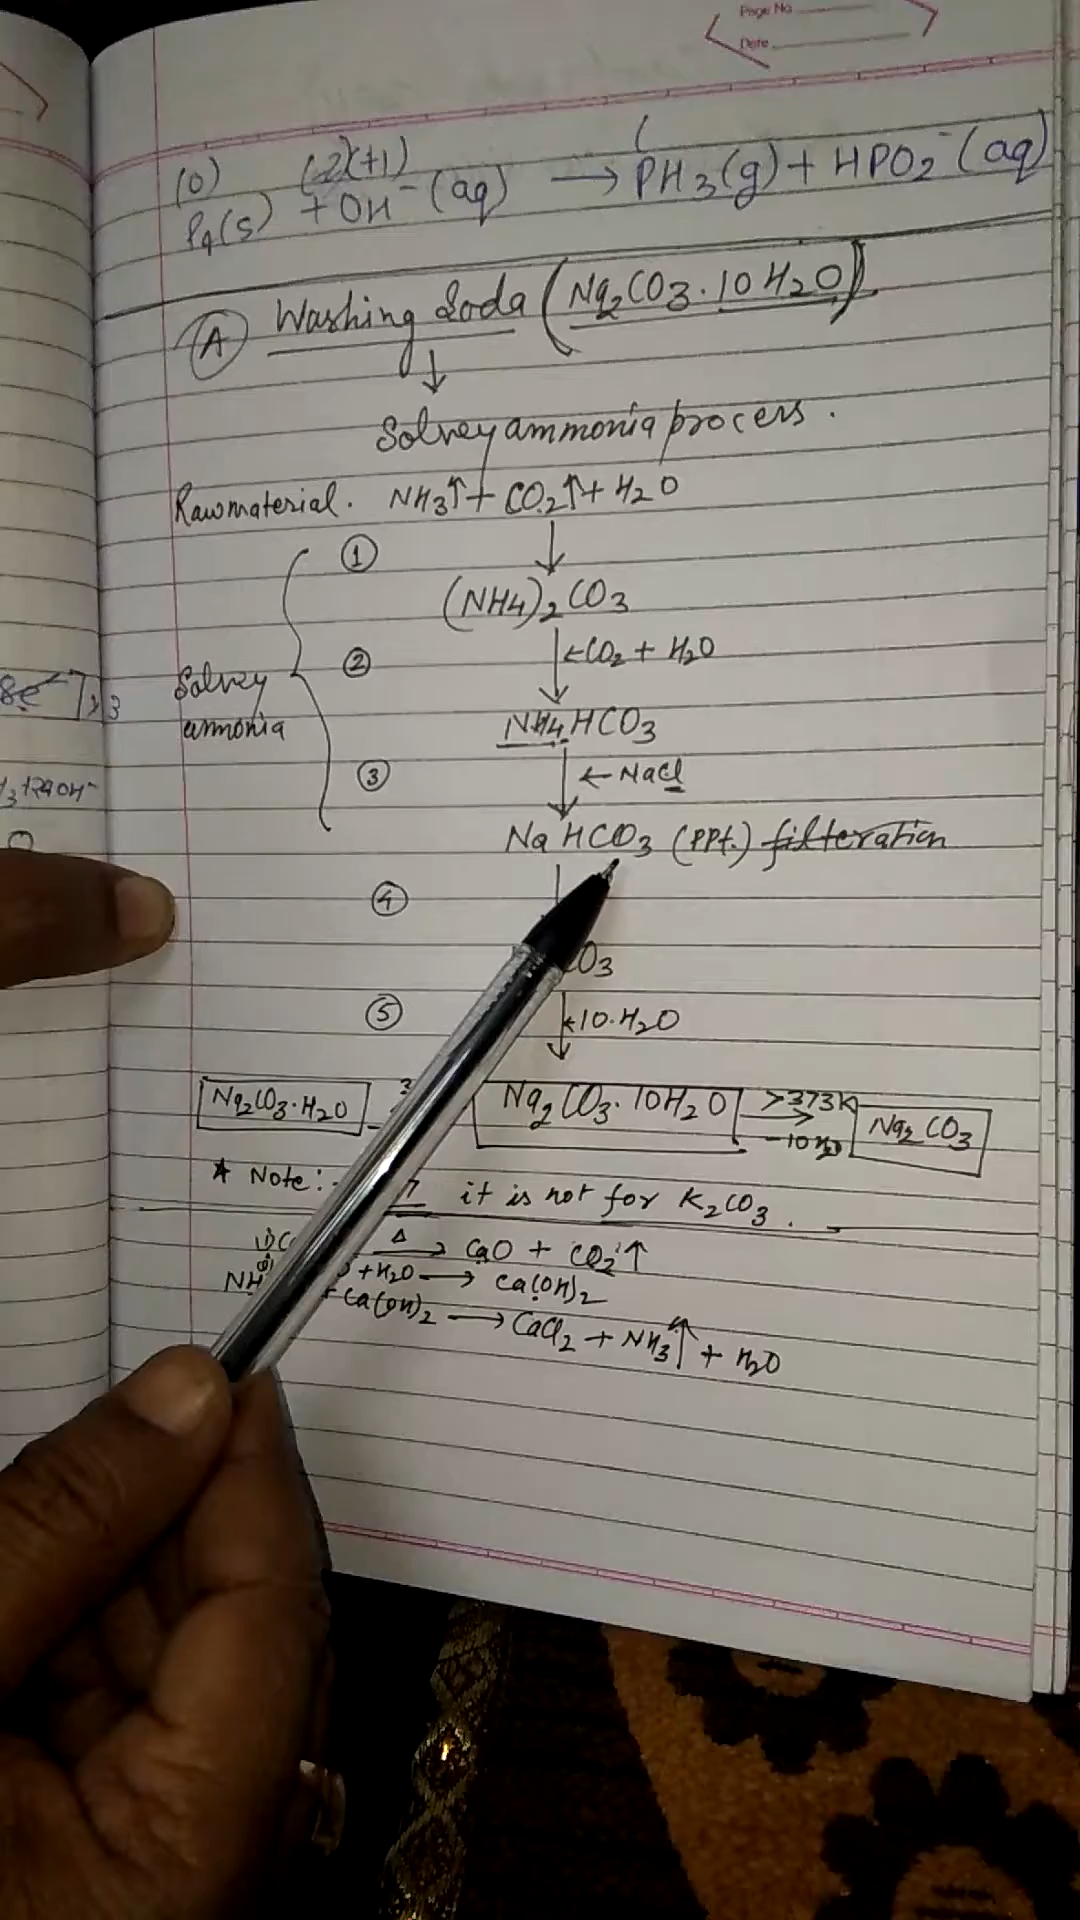 Page No.
Date
(0) (-2)(+1) (
P4(s) + OH⁻(aq) → PH3(g) + HPO2⁻(aq)
(A) Washing Soda (Na2CO3·10H2O)
↓
Solvey ammonia process.
Rawmaterial. NH3↑ + CO2↑ + H2O
① ↓
(NH4)2CO3
② ↓ ← CO2 + H2O
Solvey ammonia
NH4HCO3
③ ↓ ← NaCl
NaHCO3 (PPt.) filteration
④
CO3
⑤ ↓ ← 10·H2O
Na2CO3·H2O Na2CO3·10H2O >373K → -10H2O Na2CO3
★ Note:- it is not for K2CO3.
Δ → CaO + CO2↑
+H2O → Ca(OH)2
NH +Ca(OH)2 → CaCl2 + NH3↑ + H2O